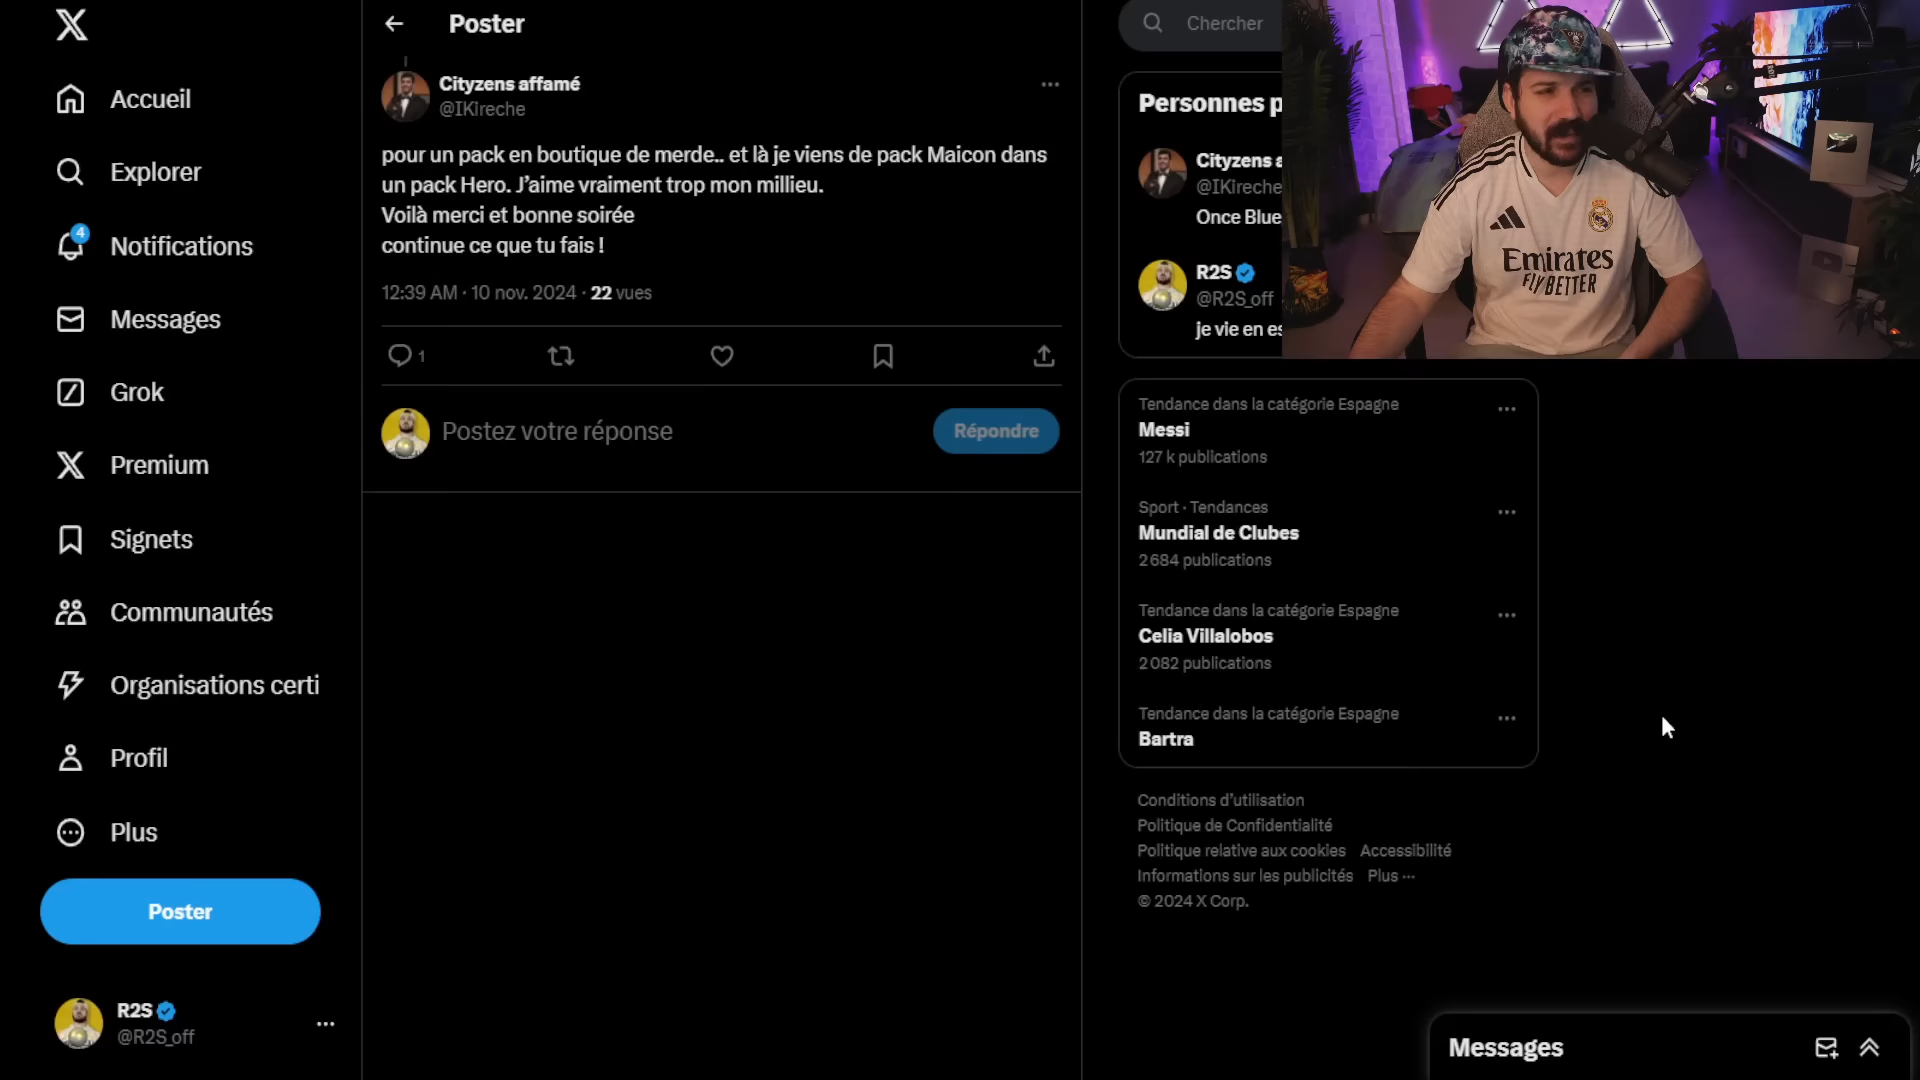 Accueil
Explorer
4
Notifications
Messages
Grok
Premium
Signets
Communautés
Organisations certi
Profil
Plus
Poster
R2S
@R2S_off
Poster
Cityzens affamé
@IKireche
pour un pack en boutique de merde.. et là je viens de pack Maicon dans
un pack Hero. J'aime vraiment trop mon millieu.
Voilà merci et bonne soirée
continue ce que tu fais !
12:39 AM · 10 nov. 2024 · 22 vues
1
Postez votre réponse
Répondre
Chercher
Personnes p
Cityzens a
@IKireche
Once Blue
R2S
@R2S_off
je vie en es
Emirates
FLY BETTER
Tendance dans la catégorie Espagne
Messi
127 k publications
Sport · Tendances
Mundial de Clubes
2 684 publications
Tendance dans la catégorie Espagne
Celia Villalobos
2 082 publications
Tendance dans la catégorie Espagne
Bartra
Conditions d'utilisation
Politique de Confidentialité
Politique relative aux cookies Accessibilité
Informations sur les publicités Plus ···
© 2024 X Corp.
Messages